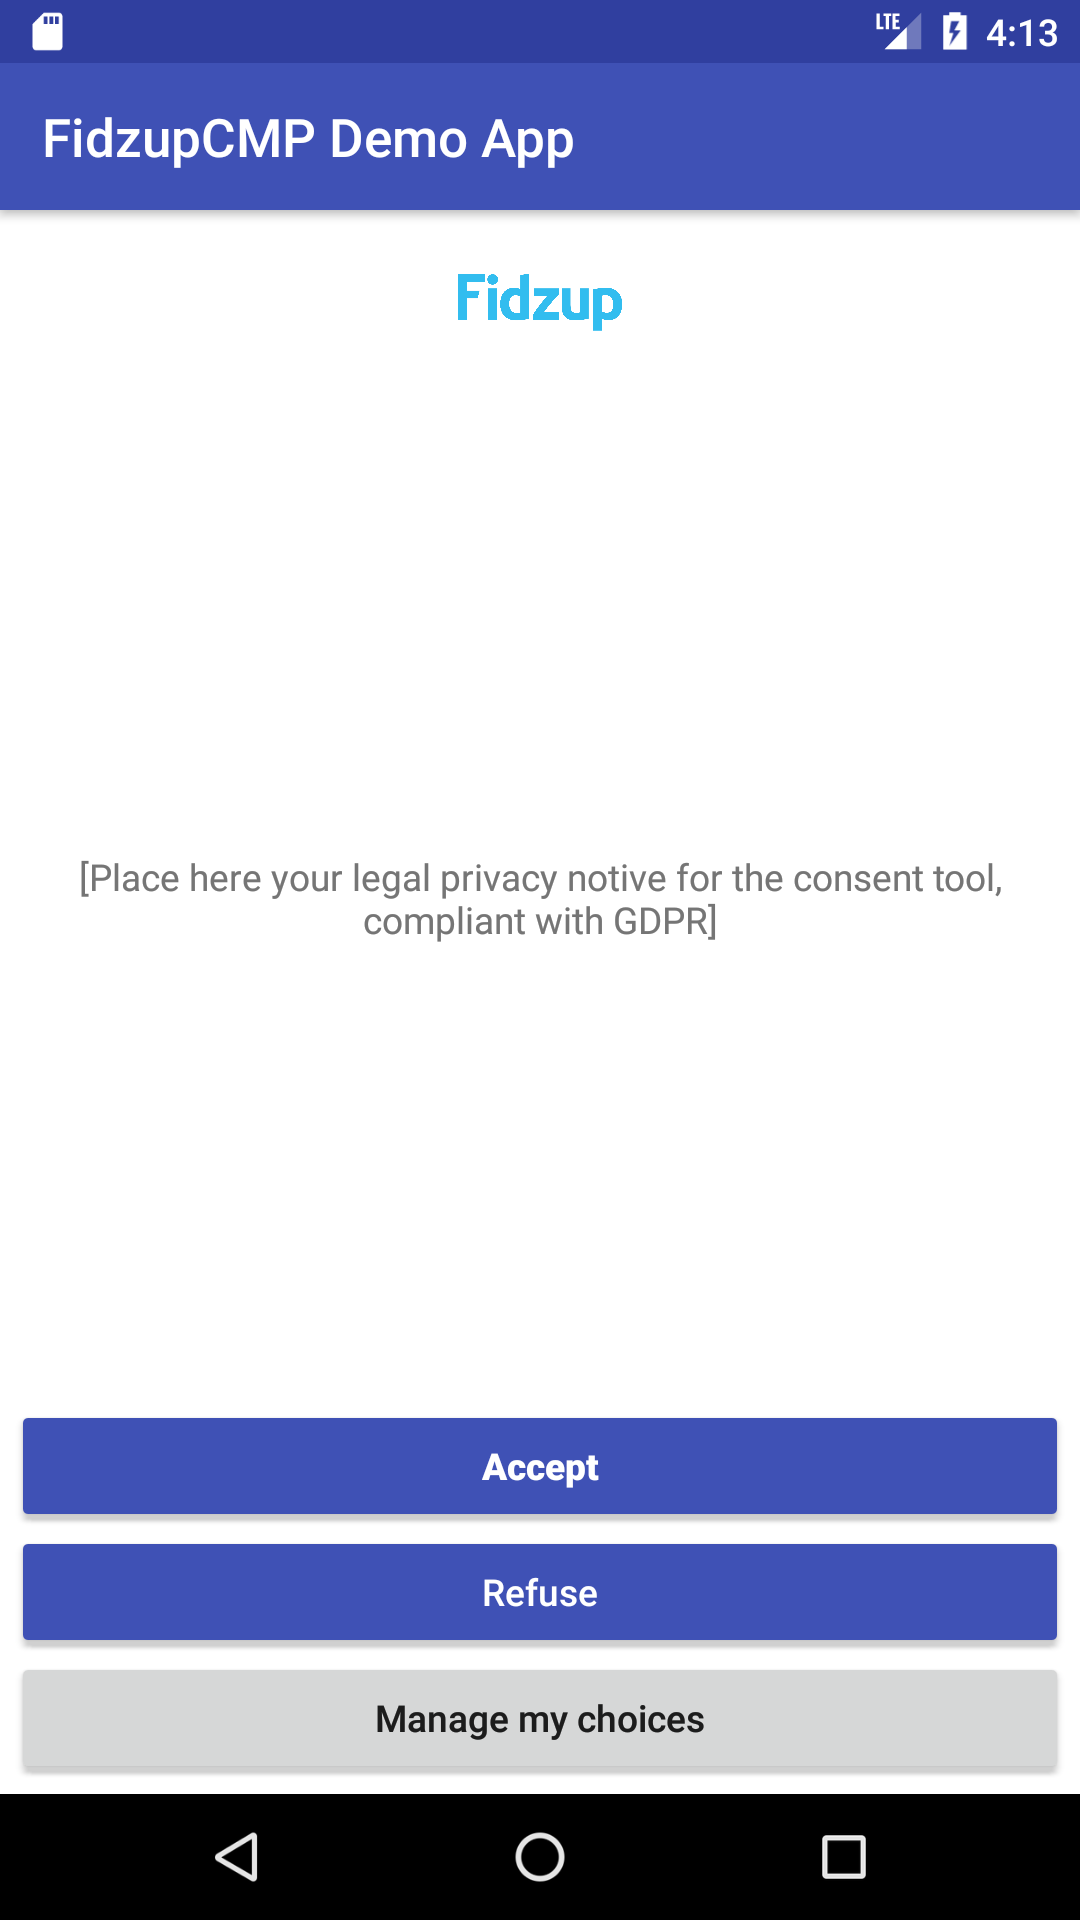 LTE 4:13
FidzupCMP Demo App
Fidzup
[Place here your legal privacy notive for the consent tool,
compliant with GDPR]
Accept
Refuse
Manage my choices